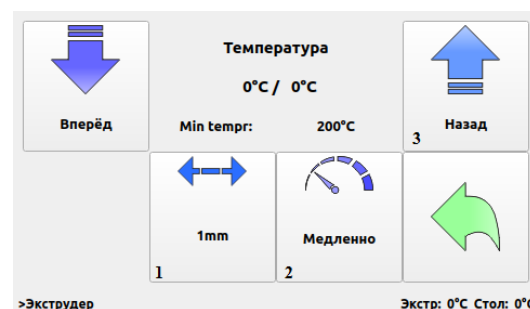 Температура
0°C / 0°C
Вперёд
Min tempr: 200°C
3 Назад
1mm
Медленно
1
2
>Экструдер
Экстр: 0°C Стол: 0°